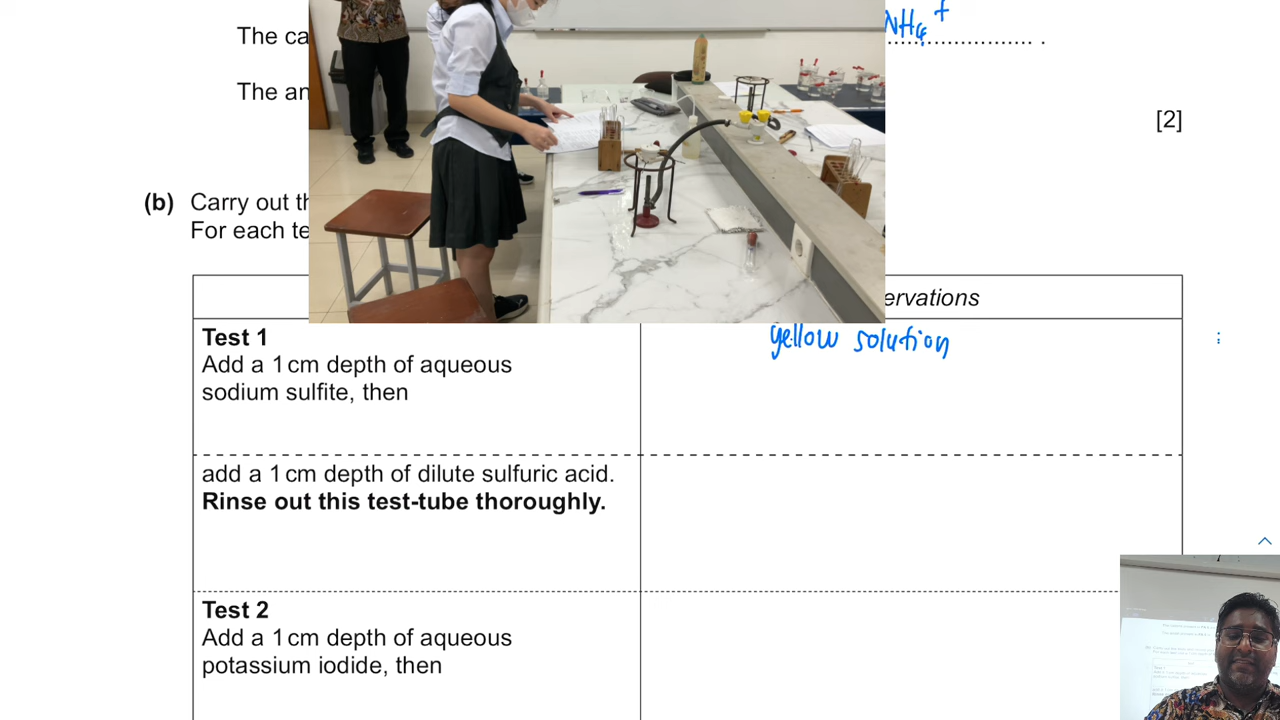 The ca
NH4+
...................... .
The an
[2]
(b) Carry out th
For each te
ervations
Test 1
Add a 1 cm depth of aqueous
sodium sulfite, then
yellow solution
add a 1 cm depth of dilute sulfuric acid.
Rinse out this test-tube thoroughly.
Test 2
Add a 1 cm depth of aqueous
potassium iodide, then